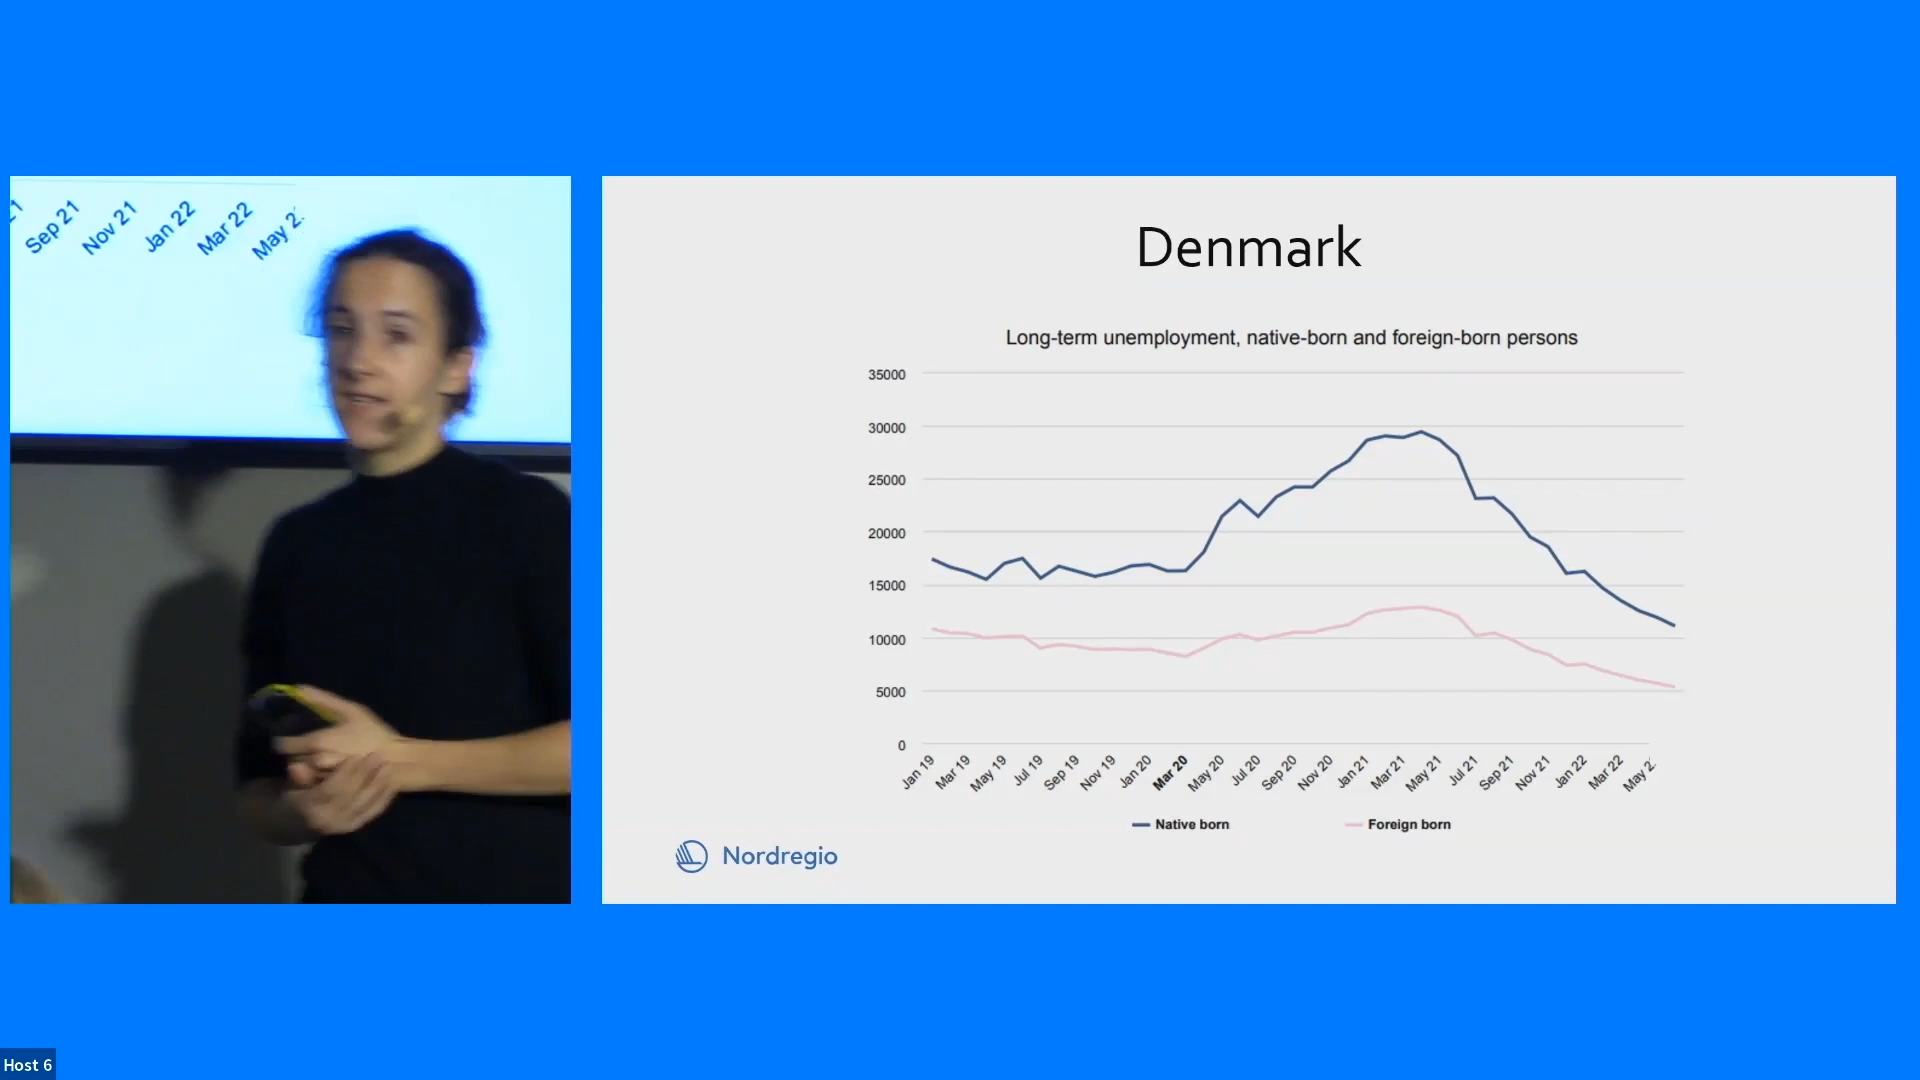 Sep 21
Nov 21
Jan 22
Mar 22
Denmark
Long-term unemployment, native-born and foreign-born persons
35000
30000
25000
20000
15000
10000
5000
0
Jan 19
Mar 19
May 19
Jul 19
Sep 19
Nov 19
Jan 20
Mar 20
May 20
Jul 20
Sep 20
Nov 20
Jan 21
Mar 21
May 21
Jul 21
Sep 21
Nov 21
Jan 22
Mar 22
May 2
Native born
Foreign born
Nordregio
Host 6